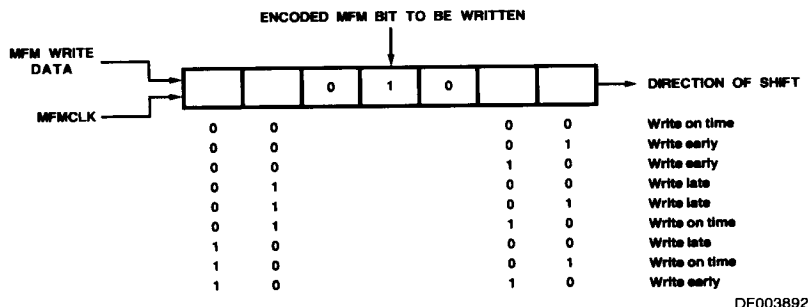 ENCODED MFM BIT TO BE WRITTEN
MFM WRITE
DATA
MFMCLK
0 1 0
DIRECTION OF SHIFT
0 0 0 0 Write on time
0 0 0 1 Write early
0 0 1 0 Write early
0 1 0 0 Write late
0 1 0 1 Write late
0 1 1 0 Write on time
1 0 0 0 Write late
1 0 0 1 Write on time
1 0 1 0 Write early
DF003892